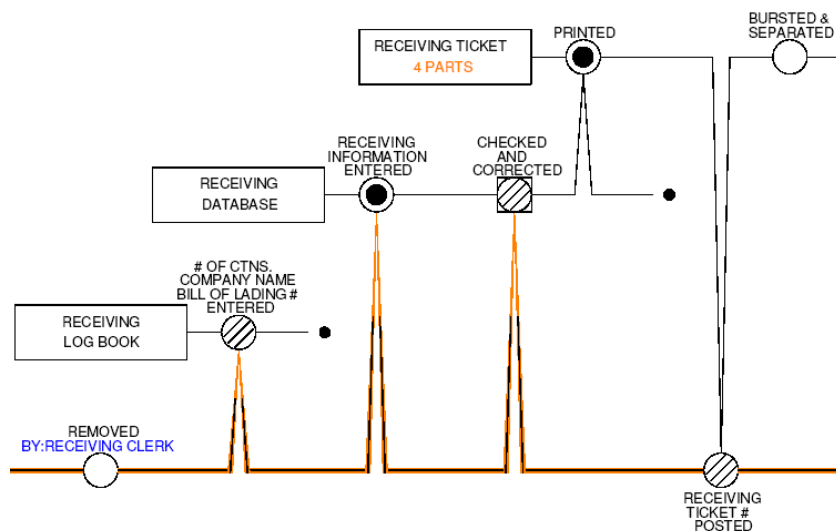 BURSTED &
SEPARATED
PRINTED
RECEIVING TICKET
4 PARTS
RECEIVING
INFORMATION
ENTERED
CHECKED
AND
CORRECTED
RECEIVING
DATABASE
# OF CTNS.
COMPANY NAME
BILL OF LADING #
ENTERED
RECEIVING
LOG BOOK
REMOVED
BY:RECEIVING CLERK
RECEIVING
TICKET #
POSTED